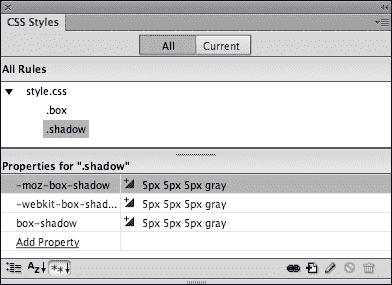 CSS Styles
All Current
All Rules
style.css
.box
.shadow
Properties for ".shadow"
-moz-box-shadow 5px 5px 5px gray
-webkit-box-shad... 5px 5px 5px gray
box-shadow 5px 5px 5px gray
Add Property
Az↓ **↓